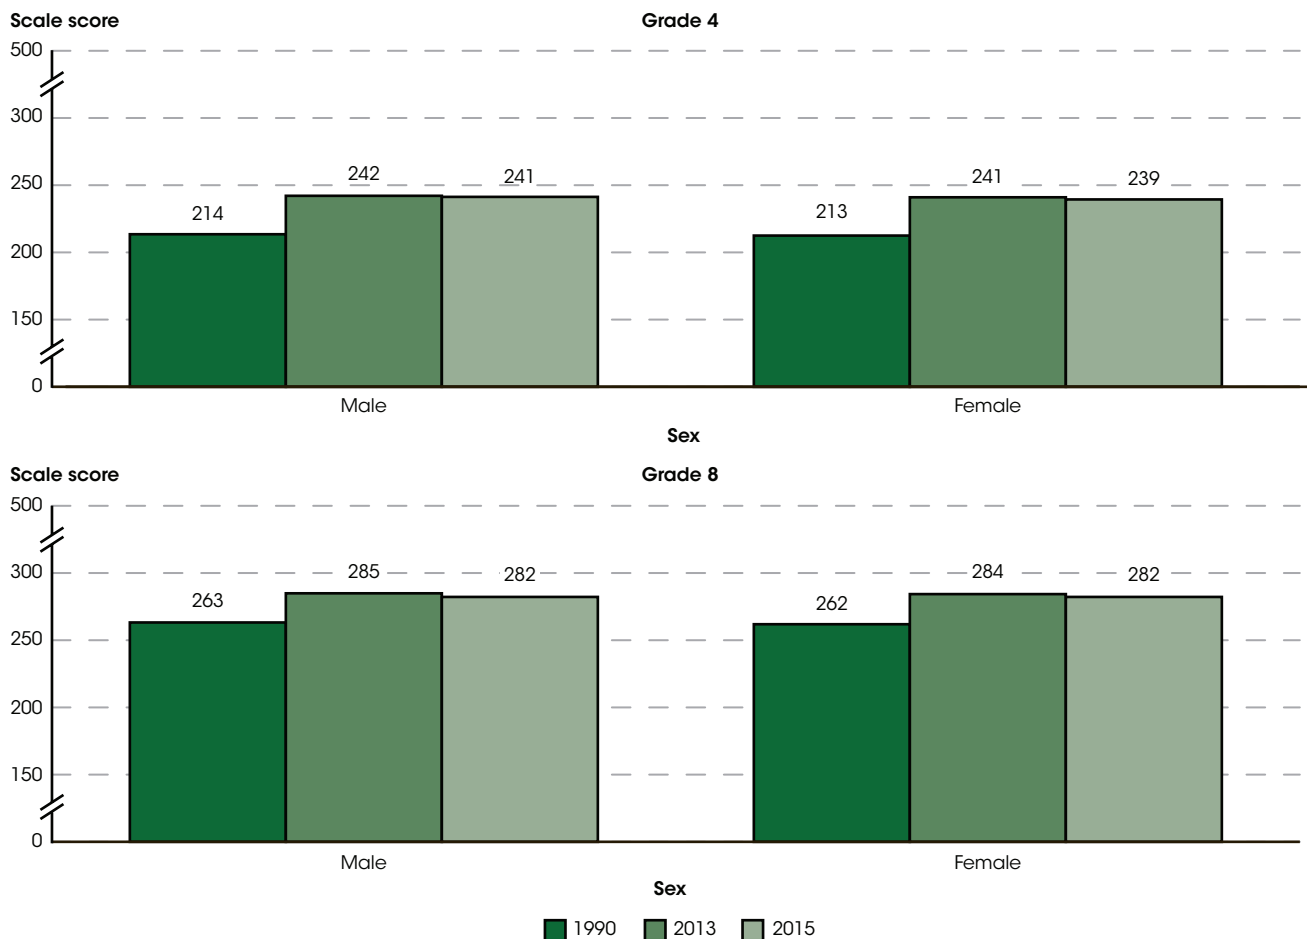 Scale score Grade 4
500
300
242 241 241 239
250
214 213
200
150
0
Male Female
Sex
Scale score Grade 8
500
300 285 282 284 282
263 262
250
200
150
0
Male Female
Sex
1990 2013 2015